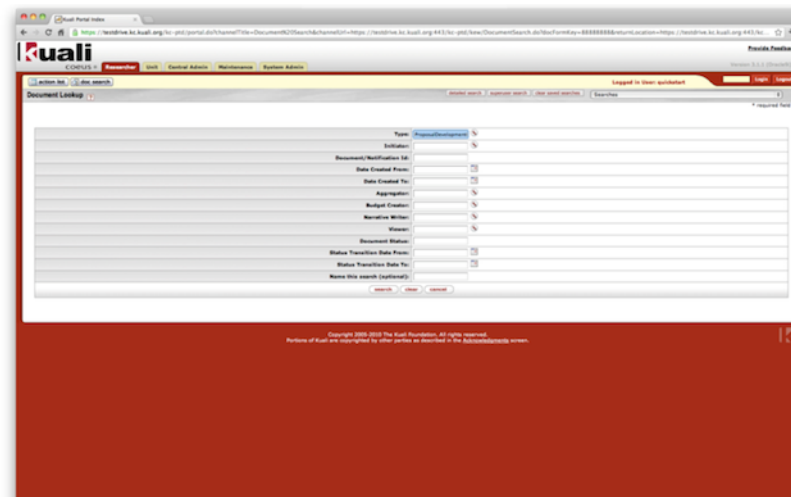 Kuali Portal Index
https://testdrive.kc.kuali.org/kc-ptd/portal.do?channelTitle=Document%20Search&channelUrl=https://testdrive.kc.kuali.org:443/kc-ptd/kew/DocumentSearch.do?docFormKey=88888888&returnLocation=https://testdrive.kc.kuali.org:443/kc
kuali
coeus
Provide Feedba
Researcher Unit Central Admin Maintenance System Admin
action list doc search
Logged in User: quickstart
Login Logou
Document Lookup
detailed search superuser search clear saved searches Searches
* required field
Type: ProposalDevelopment
Initiator:
Document/Notification Id:
Date Created From:
Date Created To:
Aggregator:
Budget Creator:
Narrative Writer:
Viewer:
Document Status:
Status Transition Date From:
Status Transition Date To:
Name this search (optional):
search clear cancel
Copyright 2005-2010 The Kuali Foundation. All rights reserved.
Portions of Kuali are copyrighted by other parties as described in the Acknowledgments screen.